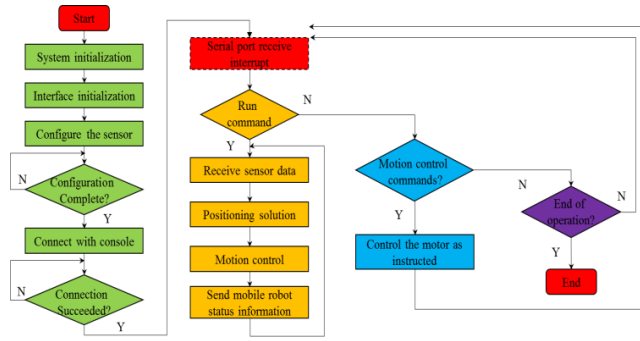 Start
System initialization
Interface initialization
Configure the sensor
N
Configuration
Complete?
Y
Connect with console
N
Connection
Succeeded?
Y
Serial port receive
interrupt
Run
command
N
Y
Receive sensor data
Positioning solution
Motion control
Send mobile robot
status information
Motion control
commands?
N
Y
Control the motor as
instructed
End of
operation?
N
Y
End